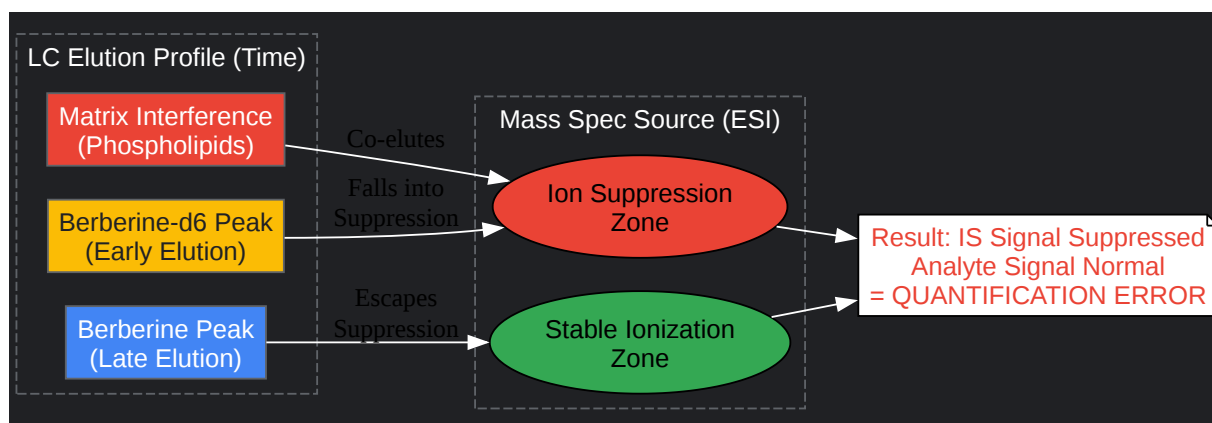 LC Elution Profile (Time)
Matrix Interference
(Phospholipids)
Berberine-d6 Peak
(Early Elution)
Berberine Peak
(Late Elution)
Co-elutes
Falls into
Suppression
Escapes
Suppression
Mass Spec Source (ESI)
Ion Suppression
Zone
Stable Ionization
Zone
Result: IS Signal Suppressed
Analyte Signal Normal
= QUANTIFICATION ERROR